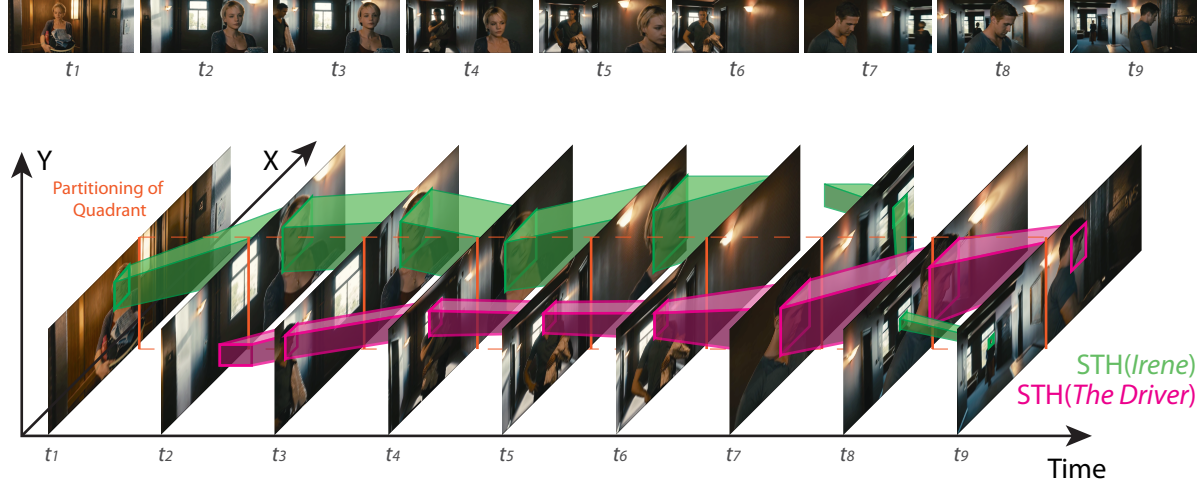 t1 t2 t3 t4 t5 t6 t7 t8 t9
Y
X
Partitioning of
Quadrant
STH(Irene)
STH(The Driver)
t1 t2 t3 t4 t5 t6 t7 t8 t9
Time